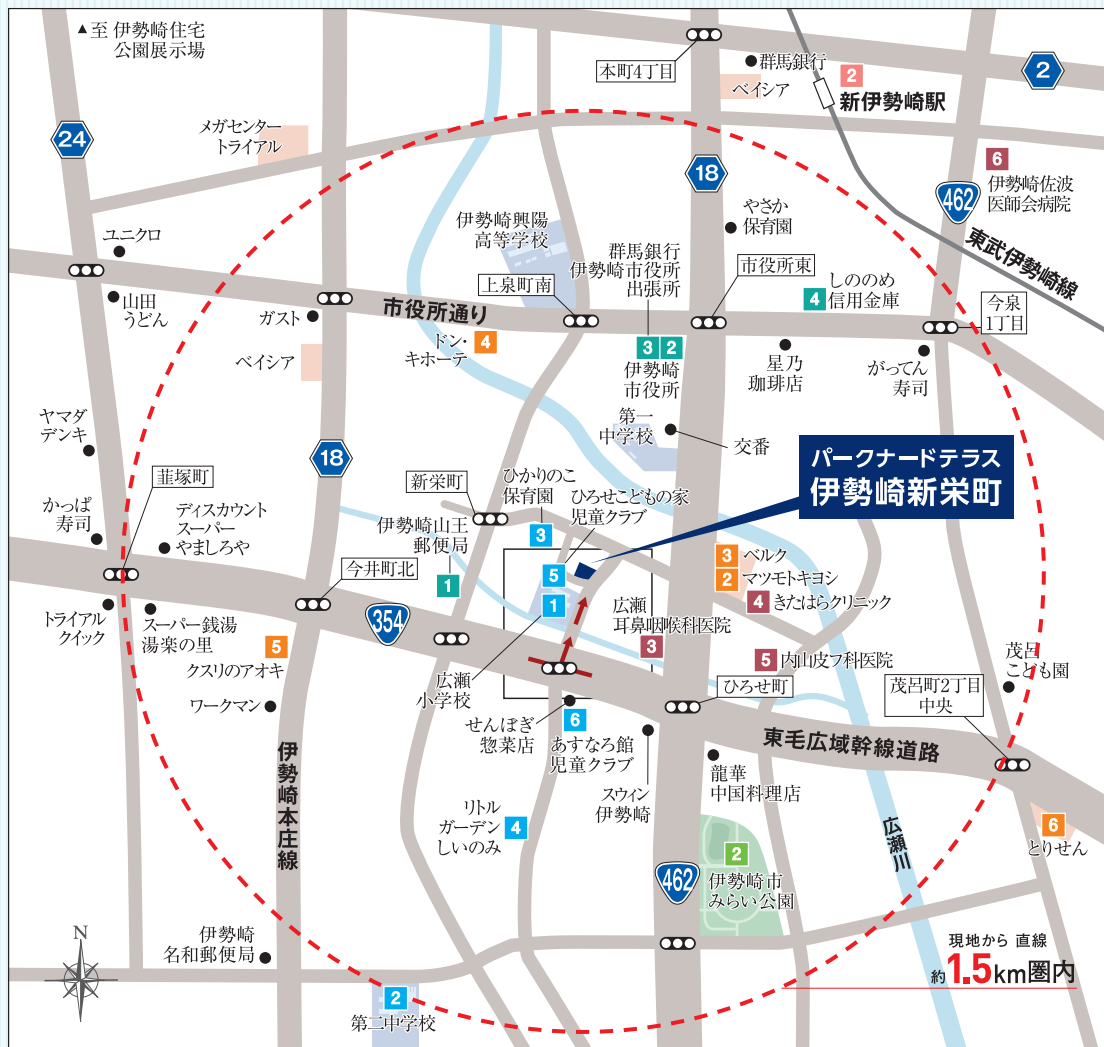 ▲至 伊勢崎住宅
公園展示場
本町4丁目
群馬銀行
ベイシア
2
新伊勢崎駅
2
24
メガセンター
トライアル
18
6
伊勢崎佐波
医師会病院
462
東武伊勢崎線
ユニクロ
山田
うどん
伊勢崎興陽
高等学校
やさか
保育園
群馬銀行
伊勢崎市役所
出張所
上泉町南
市役所東
しののめ
4 信用金庫
今泉
1丁目
ガスト
市役所通り
ドン・
キホーテ
4
3 2
伊勢崎
市役所
星乃
珈琲店
がってん
寿司
ベイシア
ヤマダ
デンキ
18
第一
中学校
交番
パークナードテラス
伊勢崎新栄町
韮塚町
新栄町
ひかりのこ
保育園
3
ひろせこどもの家
児童クラブ
5
かっぱ
寿司
ディスカウント
スーパー
やましろや
伊勢崎山王
郵便局
1
今井町北
3 ベルク
2 マツモトキヨシ
4 きたはらクリニック
1
354
トライアル
クイック
スーパー銭湯
湯楽の里
5
クスリのアオキ
広瀬
耳鼻咽喉科医院
3
5 内山皮フ科医院
茂呂
こども園
広瀬
小学校
ひろせ町
茂呂町2丁目
中央
ワークマン
せんぼぎ
惣菜店
6
あすなろ館
児童クラブ
スウィン
伊勢崎
東毛広域幹線道路
龍華
中国料理店
伊勢崎本庄線
リトル
ガーデン
しいのみ
4
2
伊勢崎市
みらい公園
462
広瀬川
6
とりせん
N
伊勢崎
名和郵便局
現地から 直線
約1.5km圏内
2
第二中学校